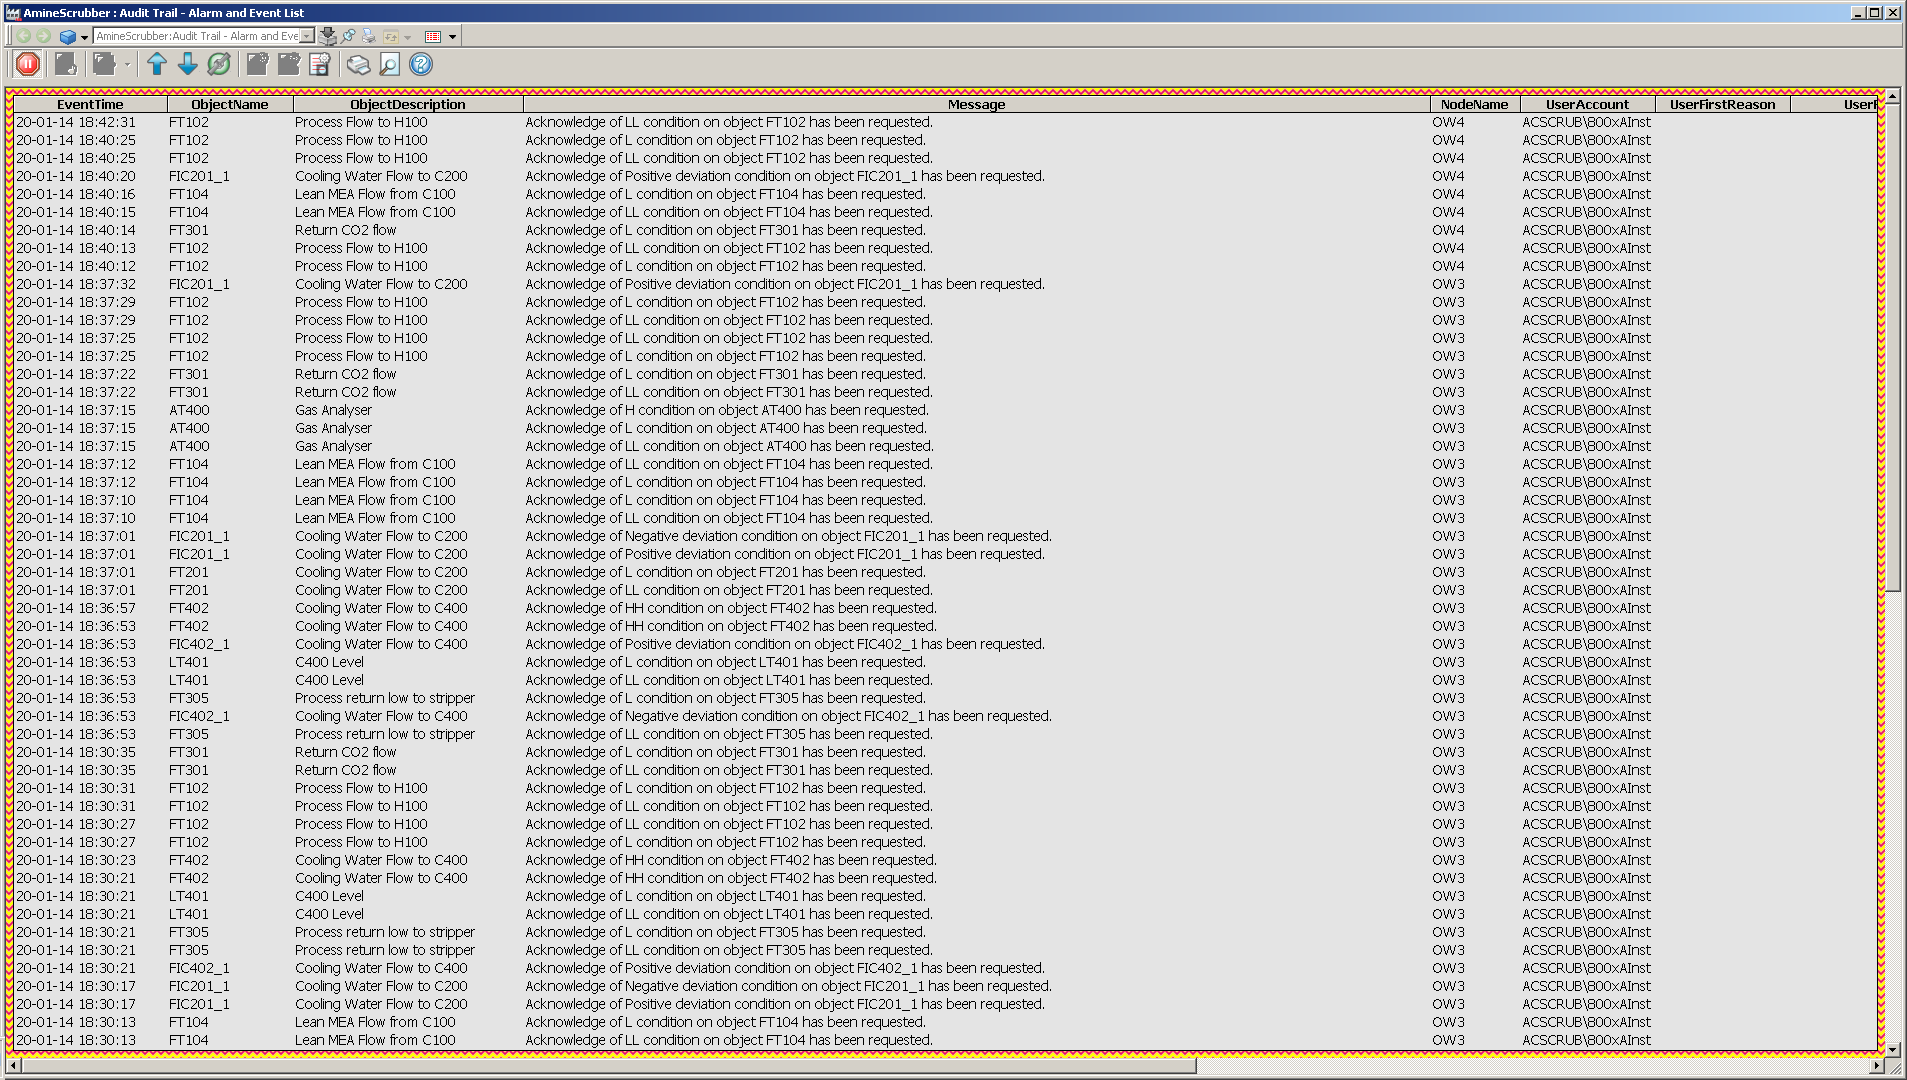 AmineScrubber : Audit Trail - Alarm and Event List
AmineScrubber:Audit Trail - Alarm and Eve
EventTime ObjectName ObjectDescription Message NodeName UserAccount UserFirstReason
20-01-14 18:42:31 FT102 Process Flow to H100 Acknowledge of LL condition on object FT102 has been requested. OW4 ACSCRUB\800xAInst
20-01-14 18:40:25 FT102 Process Flow to H100 Acknowledge of L condition on object FT102 has been requested. OW4 ACSCRUB\800xAInst
20-01-14 18:40:25 FT102 Process Flow to H100 Acknowledge of LL condition on object FT102 has been requested. OW4 ACSCRUB\800xAInst
20-01-14 18:40:20 FIC201_1 Cooling Water Flow to C200 Acknowledge of Positive deviation condition on object FIC201_1 has been requested. OW4 ACSCRUB\800xAInst
20-01-14 18:40:16 FT104 Lean MEA Flow from C100 Acknowledge of L condition on object FT104 has been requested. OW4 ACSCRUB\800xAInst
20-01-14 18:40:15 FT104 Lean MEA Flow from C100 Acknowledge of LL condition on object FT104 has been requested. OW4 ACSCRUB\800xAInst
20-01-14 18:40:14 FT301 Return CO2 flow Acknowledge of L condition on object FT301 has been requested. OW4 ACSCRUB\800xAInst
20-01-14 18:40:13 FT102 Process Flow to H100 Acknowledge of LL condition on object FT102 has been requested. OW4 ACSCRUB\800xAInst
20-01-14 18:40:12 FT102 Process Flow to H100 Acknowledge of L condition on object FT102 has been requested. OW4 ACSCRUB\800xAInst
20-01-14 18:37:32 FIC201_1 Cooling Water Flow to C200 Acknowledge of Positive deviation condition on object FIC201_1 has been requested. OW3 ACSCRUB\800xAInst
20-01-14 18:37:29 FT102 Process Flow to H100 Acknowledge of L condition on object FT102 has been requested. OW3 ACSCRUB\800xAInst
20-01-14 18:37:29 FT102 Process Flow to H100 Acknowledge of LL condition on object FT102 has been requested. OW3 ACSCRUB\800xAInst
20-01-14 18:37:25 FT102 Process Flow to H100 Acknowledge of LL condition on object FT102 has been requested. OW3 ACSCRUB\800xAInst
20-01-14 18:37:25 FT102 Process Flow to H100 Acknowledge of L condition on object FT102 has been requested. OW3 ACSCRUB\800xAInst
20-01-14 18:37:22 FT301 Return CO2 flow Acknowledge of L condition on object FT301 has been requested. OW3 ACSCRUB\800xAInst
20-01-14 18:37:22 FT301 Return CO2 flow Acknowledge of LL condition on object FT301 has been requested. OW3 ACSCRUB\800xAInst
20-01-14 18:37:15 AT400 Gas Analyser Acknowledge of H condition on object AT400 has been requested. OW3 ACSCRUB\800xAInst
20-01-14 18:37:15 AT400 Gas Analyser Acknowledge of L condition on object AT400 has been requested. OW3 ACSCRUB\800xAInst
20-01-14 18:37:15 AT400 Gas Analyser Acknowledge of LL condition on object AT400 has been requested. OW3 ACSCRUB\800xAInst
20-01-14 18:37:12 FT104 Lean MEA Flow from C100 Acknowledge of LL condition on object FT104 has been requested. OW3 ACSCRUB\800xAInst
20-01-14 18:37:12 FT104 Lean MEA Flow from C100 Acknowledge of L condition on object FT104 has been requested. OW3 ACSCRUB\800xAInst
20-01-14 18:37:10 FT104 Lean MEA Flow from C100 Acknowledge of L condition on object FT104 has been requested. OW3 ACSCRUB\800xAInst
20-01-14 18:37:10 FT104 Lean MEA Flow from C100 Acknowledge of LL condition on object FT104 has been requested. OW3 ACSCRUB\800xAInst
20-01-14 18:37:01 FIC201_1 Cooling Water Flow to C200 Acknowledge of Negative deviation condition on object FIC201_1 has been requested. OW3 ACSCRUB\800xAInst
20-01-14 18:37:01 FIC201_1 Cooling Water Flow to C200 Acknowledge of Positive deviation condition on object FIC201_1 has been requested. OW3 ACSCRUB\800xAInst
20-01-14 18:37:01 FT201 Cooling Water Flow to C200 Acknowledge of L condition on object FT201 has been requested. OW3 ACSCRUB\800xAInst
20-01-14 18:37:01 FT201 Cooling Water Flow to C200 Acknowledge of LL condition on object FT201 has been requested. OW3 ACSCRUB\800xAInst
20-01-14 18:36:57 FT402 Cooling Water Flow to C400 Acknowledge of HH condition on object FT402 has been requested. OW3 ACSCRUB\800xAInst
20-01-14 18:36:53 FT402 Cooling Water Flow to C400 Acknowledge of HH condition on object FT402 has been requested. OW3 ACSCRUB\800xAInst
20-01-14 18:36:53 FIC402_1 Cooling Water Flow to C400 Acknowledge of Positive deviation condition on object FIC402_1 has been requested. OW3 ACSCRUB\800xAInst
20-01-14 18:36:53 LT401 C400 Level Acknowledge of L condition on object LT401 has been requested. OW3 ACSCRUB\800xAInst
20-01-14 18:36:53 LT401 C400 Level Acknowledge of LL condition on object LT401 has been requested. OW3 ACSCRUB\800xAInst
20-01-14 18:36:53 FT305 Process return low to stripper Acknowledge of L condition on object FT305 has been requested. OW3 ACSCRUB\800xAInst
20-01-14 18:36:53 FIC402_1 Cooling Water Flow to C400 Acknowledge of Negative deviation condition on object FIC402_1 has been requested. OW3 ACSCRUB\800xAInst
20-01-14 18:36:53 FT305 Process return low to stripper Acknowledge of LL condition on object FT305 has been requested. OW3 ACSCRUB\800xAInst
20-01-14 18:30:35 FT301 Return CO2 flow Acknowledge of L condition on object FT301 has been requested. OW3 ACSCRUB\800xAInst
20-01-14 18:30:35 FT301 Return CO2 flow Acknowledge of LL condition on object FT301 has been requested. OW3 ACSCRUB\800xAInst
20-01-14 18:30:31 FT102 Process Flow to H100 Acknowledge of L condition on object FT102 has been requested. OW3 ACSCRUB\800xAInst
20-01-14 18:30:31 FT102 Process Flow to H100 Acknowledge of LL condition on object FT102 has been requested. OW3 ACSCRUB\800xAInst
20-01-14 18:30:27 FT102 Process Flow to H100 Acknowledge of LL condition on object FT102 has been requested. OW3 ACSCRUB\800xAInst
20-01-14 18:30:27 FT102 Process Flow to H100 Acknowledge of L condition on object FT102 has been requested. OW3 ACSCRUB\800xAInst
20-01-14 18:30:23 FT402 Cooling Water Flow to C400 Acknowledge of HH condition on object FT402 has been requested. OW3 ACSCRUB\800xAInst
20-01-14 18:30:21 FT402 Cooling Water Flow to C400 Acknowledge of HH condition on object FT402 has been requested. OW3 ACSCRUB\800xAInst
20-01-14 18:30:21 LT401 C400 Level Acknowledge of L condition on object LT401 has been requested. OW3 ACSCRUB\800xAInst
20-01-14 18:30:21 LT401 C400 Level Acknowledge of LL condition on object LT401 has been requested. OW3 ACSCRUB\800xAInst
20-01-14 18:30:21 FT305 Process return low to stripper Acknowledge of L condition on object FT305 has been requested. OW3 ACSCRUB\800xAInst
20-01-14 18:30:21 FT305 Process return low to stripper Acknowledge of LL condition on object FT305 has been requested. OW3 ACSCRUB\800xAInst
20-01-14 18:30:21 FIC402_1 Cooling Water Flow to C400 Acknowledge of Positive deviation condition on object FIC402_1 has been requested. OW3 ACSCRUB\800xAInst
20-01-14 18:30:17 FIC201_1 Cooling Water Flow to C200 Acknowledge of Negative deviation condition on object FIC201_1 has been requested. OW3 ACSCRUB\800xAInst
20-01-14 18:30:17 FIC201_1 Cooling Water Flow to C200 Acknowledge of Positive deviation condition on object FIC201_1 has been requested. OW3 ACSCRUB\800xAInst
20-01-14 18:30:13 FT104 Lean MEA Flow from C100 Acknowledge of L condition on object FT104 has been requested. OW3 ACSCRUB\800xAInst
20-01-14 18:30:13 FT104 Lean MEA Flow from C100 Acknowledge of LL condition on object FT104 has been requested. OW3 ACSCRUB\800xAInst